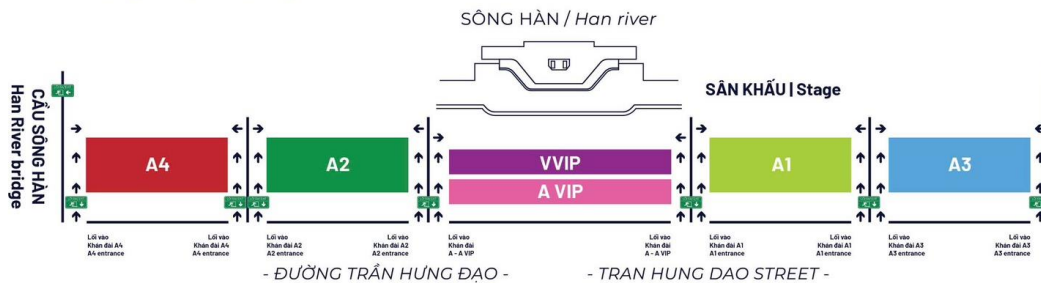 SÔNG HÀN / Han river
SÂN KHẤU | Stage
CẦU SÔNG HÀN
Han River bridge
A4
A2
VVIP
A VIP
A1
A3
Lối vào
Khán đài A4
A4 entrance
Lối vào
Khán đài A4
A4 entrance
Lối vào
Khán đài A2
A2 entrance
Lối vào
Khán đài A2
A2 entrance
Lối vào
Khán đài
A - A VIP
Lối vào
Khán đài
A - A VIP
Lối vào
Khán đài A1
A1 entrance
Lối vào
Khán đài A1
A1 entrance
Lối vào
Khán đài A3
A3 entrance
Lối vào
Khán đài A3
A3 entrance
- ĐƯỜNG TRẦN HƯNG ĐẠO -
- TRAN HUNG DAO STREET -